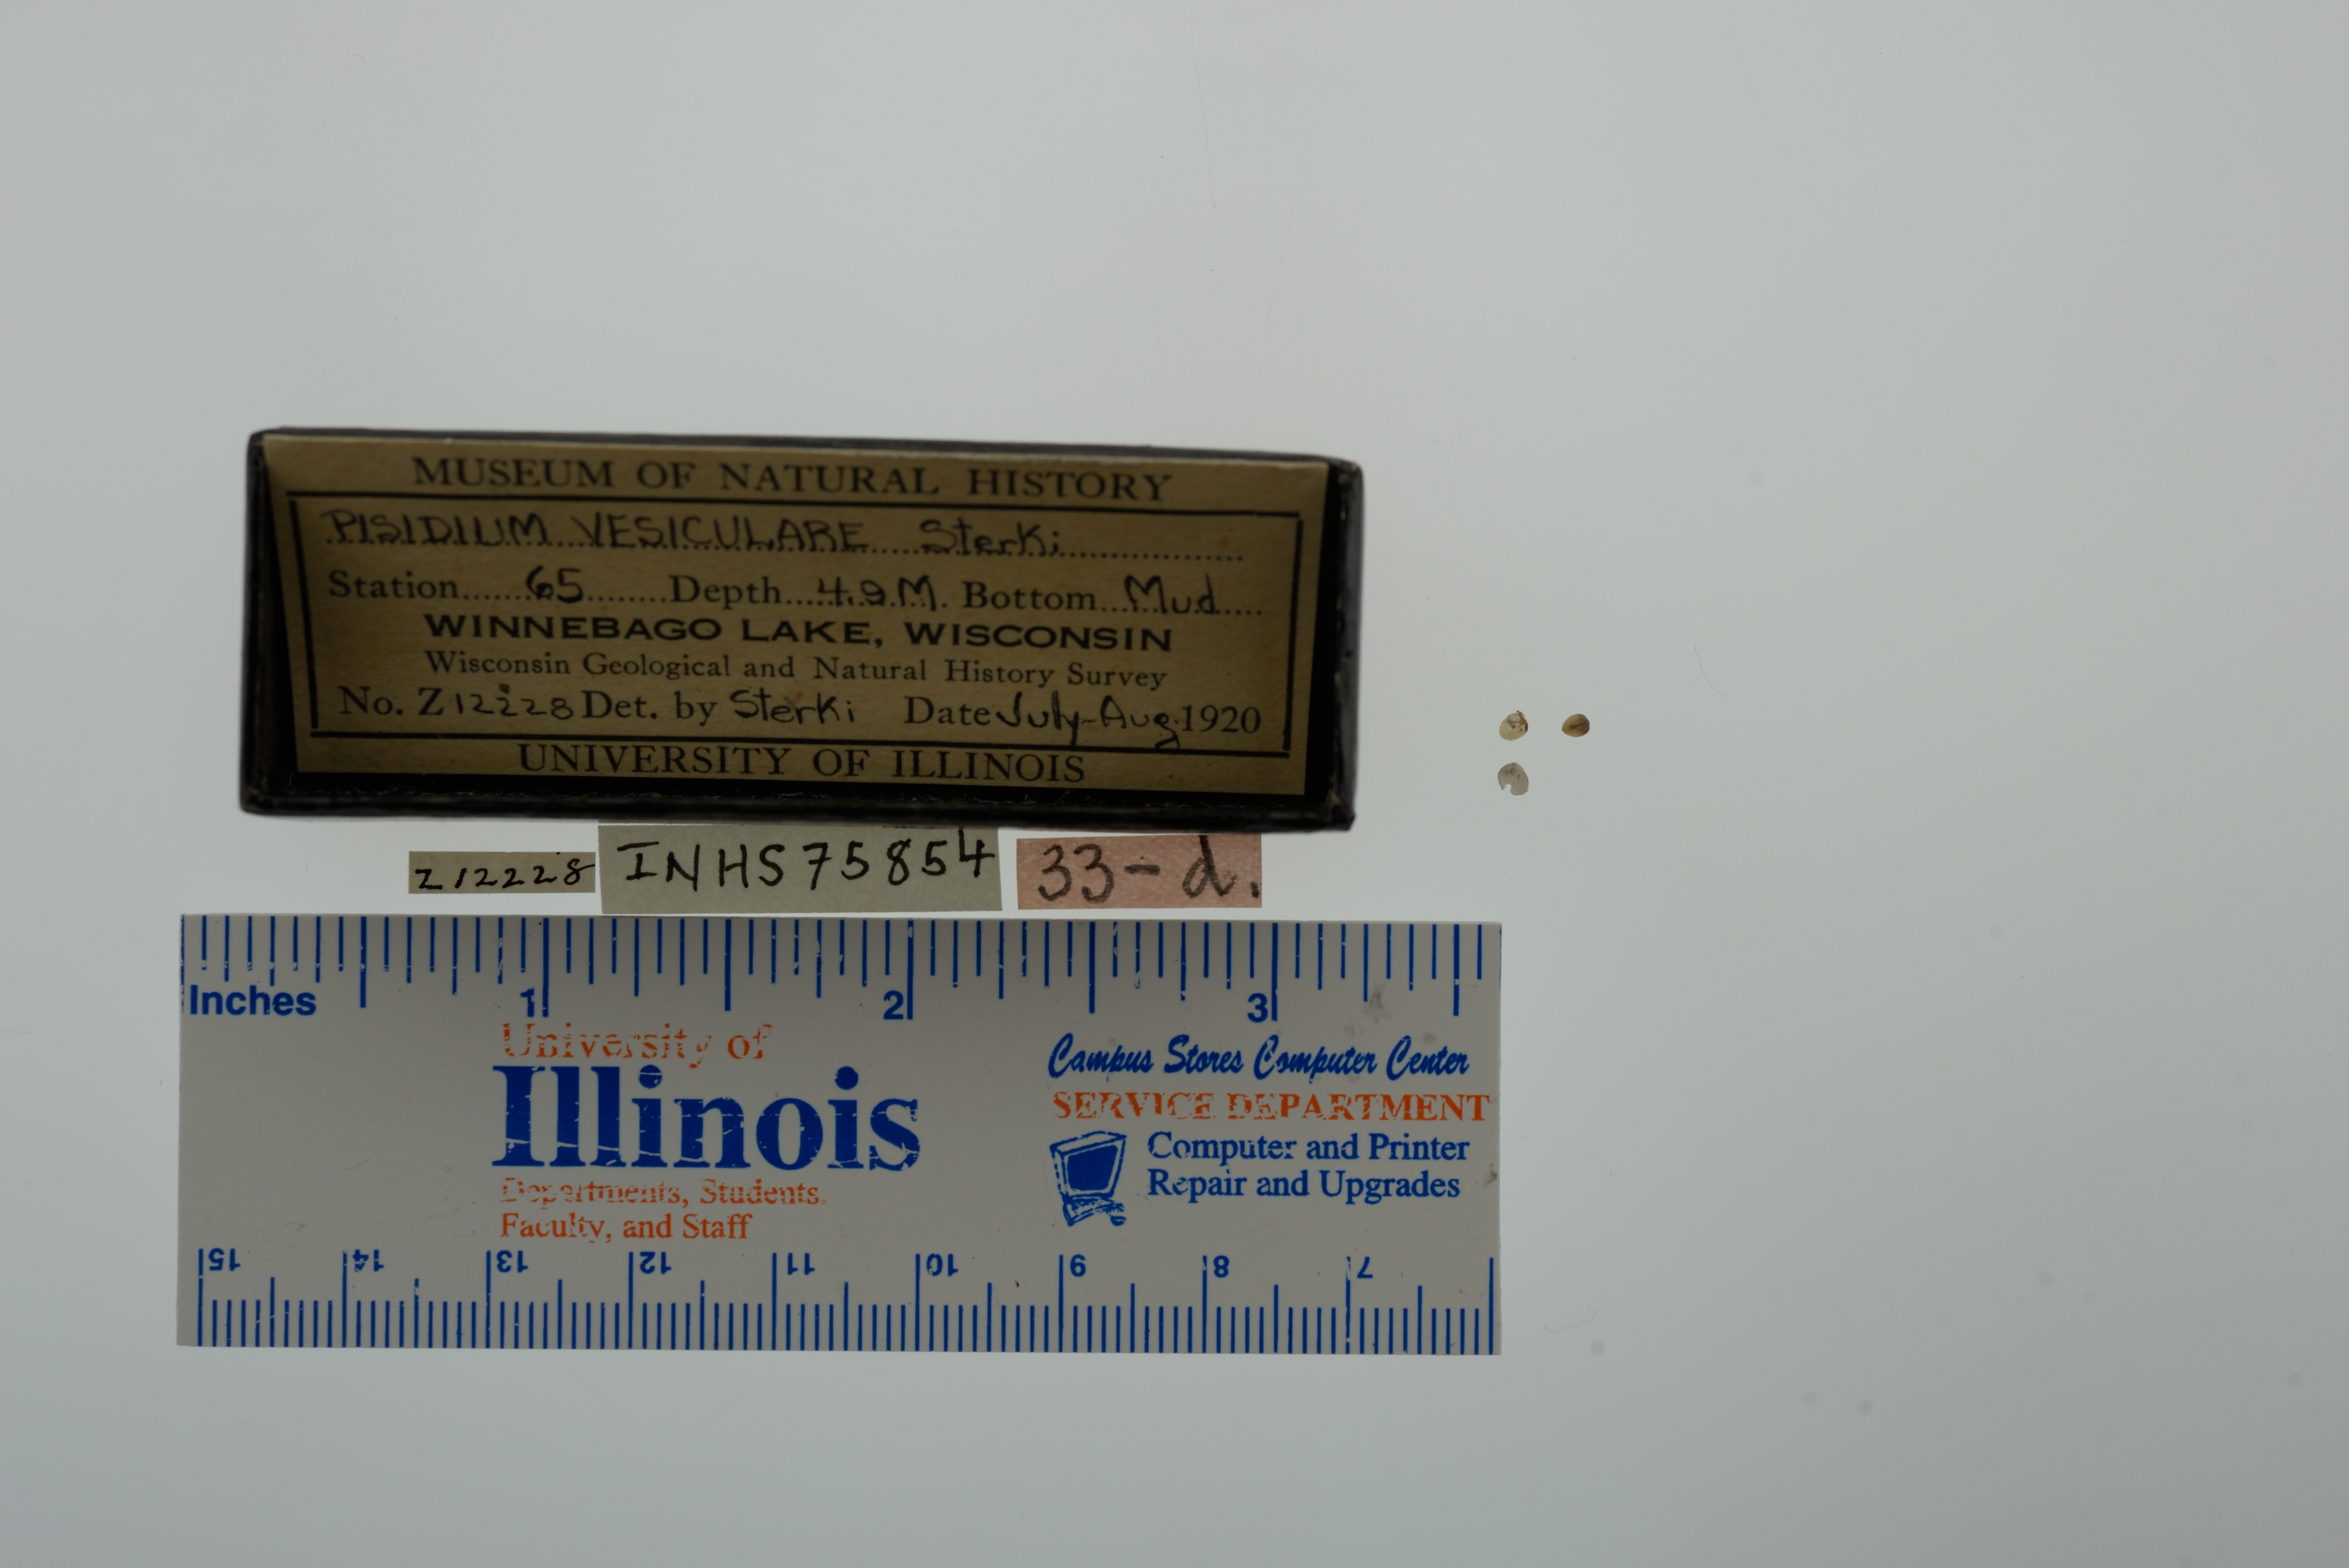 MUSEUM OF NATURAL HISTORY
PISIDIUM VESICULARE Sterki
Station 65 Depth 4.9 M. Bottom Mud
WINNEBAGO LAKE, WISCONSIN
Wisconsin Geological and Natural History Survey
No. Z 12228 Det. by Sterki Date July-Aug. 1920
UNIVERSITY OF ILLINOIS
Z12228
INHS75854
33-d.
Inches 1 2 3
University of
Illinois
Departments, Students,
Faculty, and Staff
Campus Stores Computer Center
SERVICE DEPARTMENT
Computer and Printer
Repair and Upgrades
15 14 13 12 11 10 9 8 7